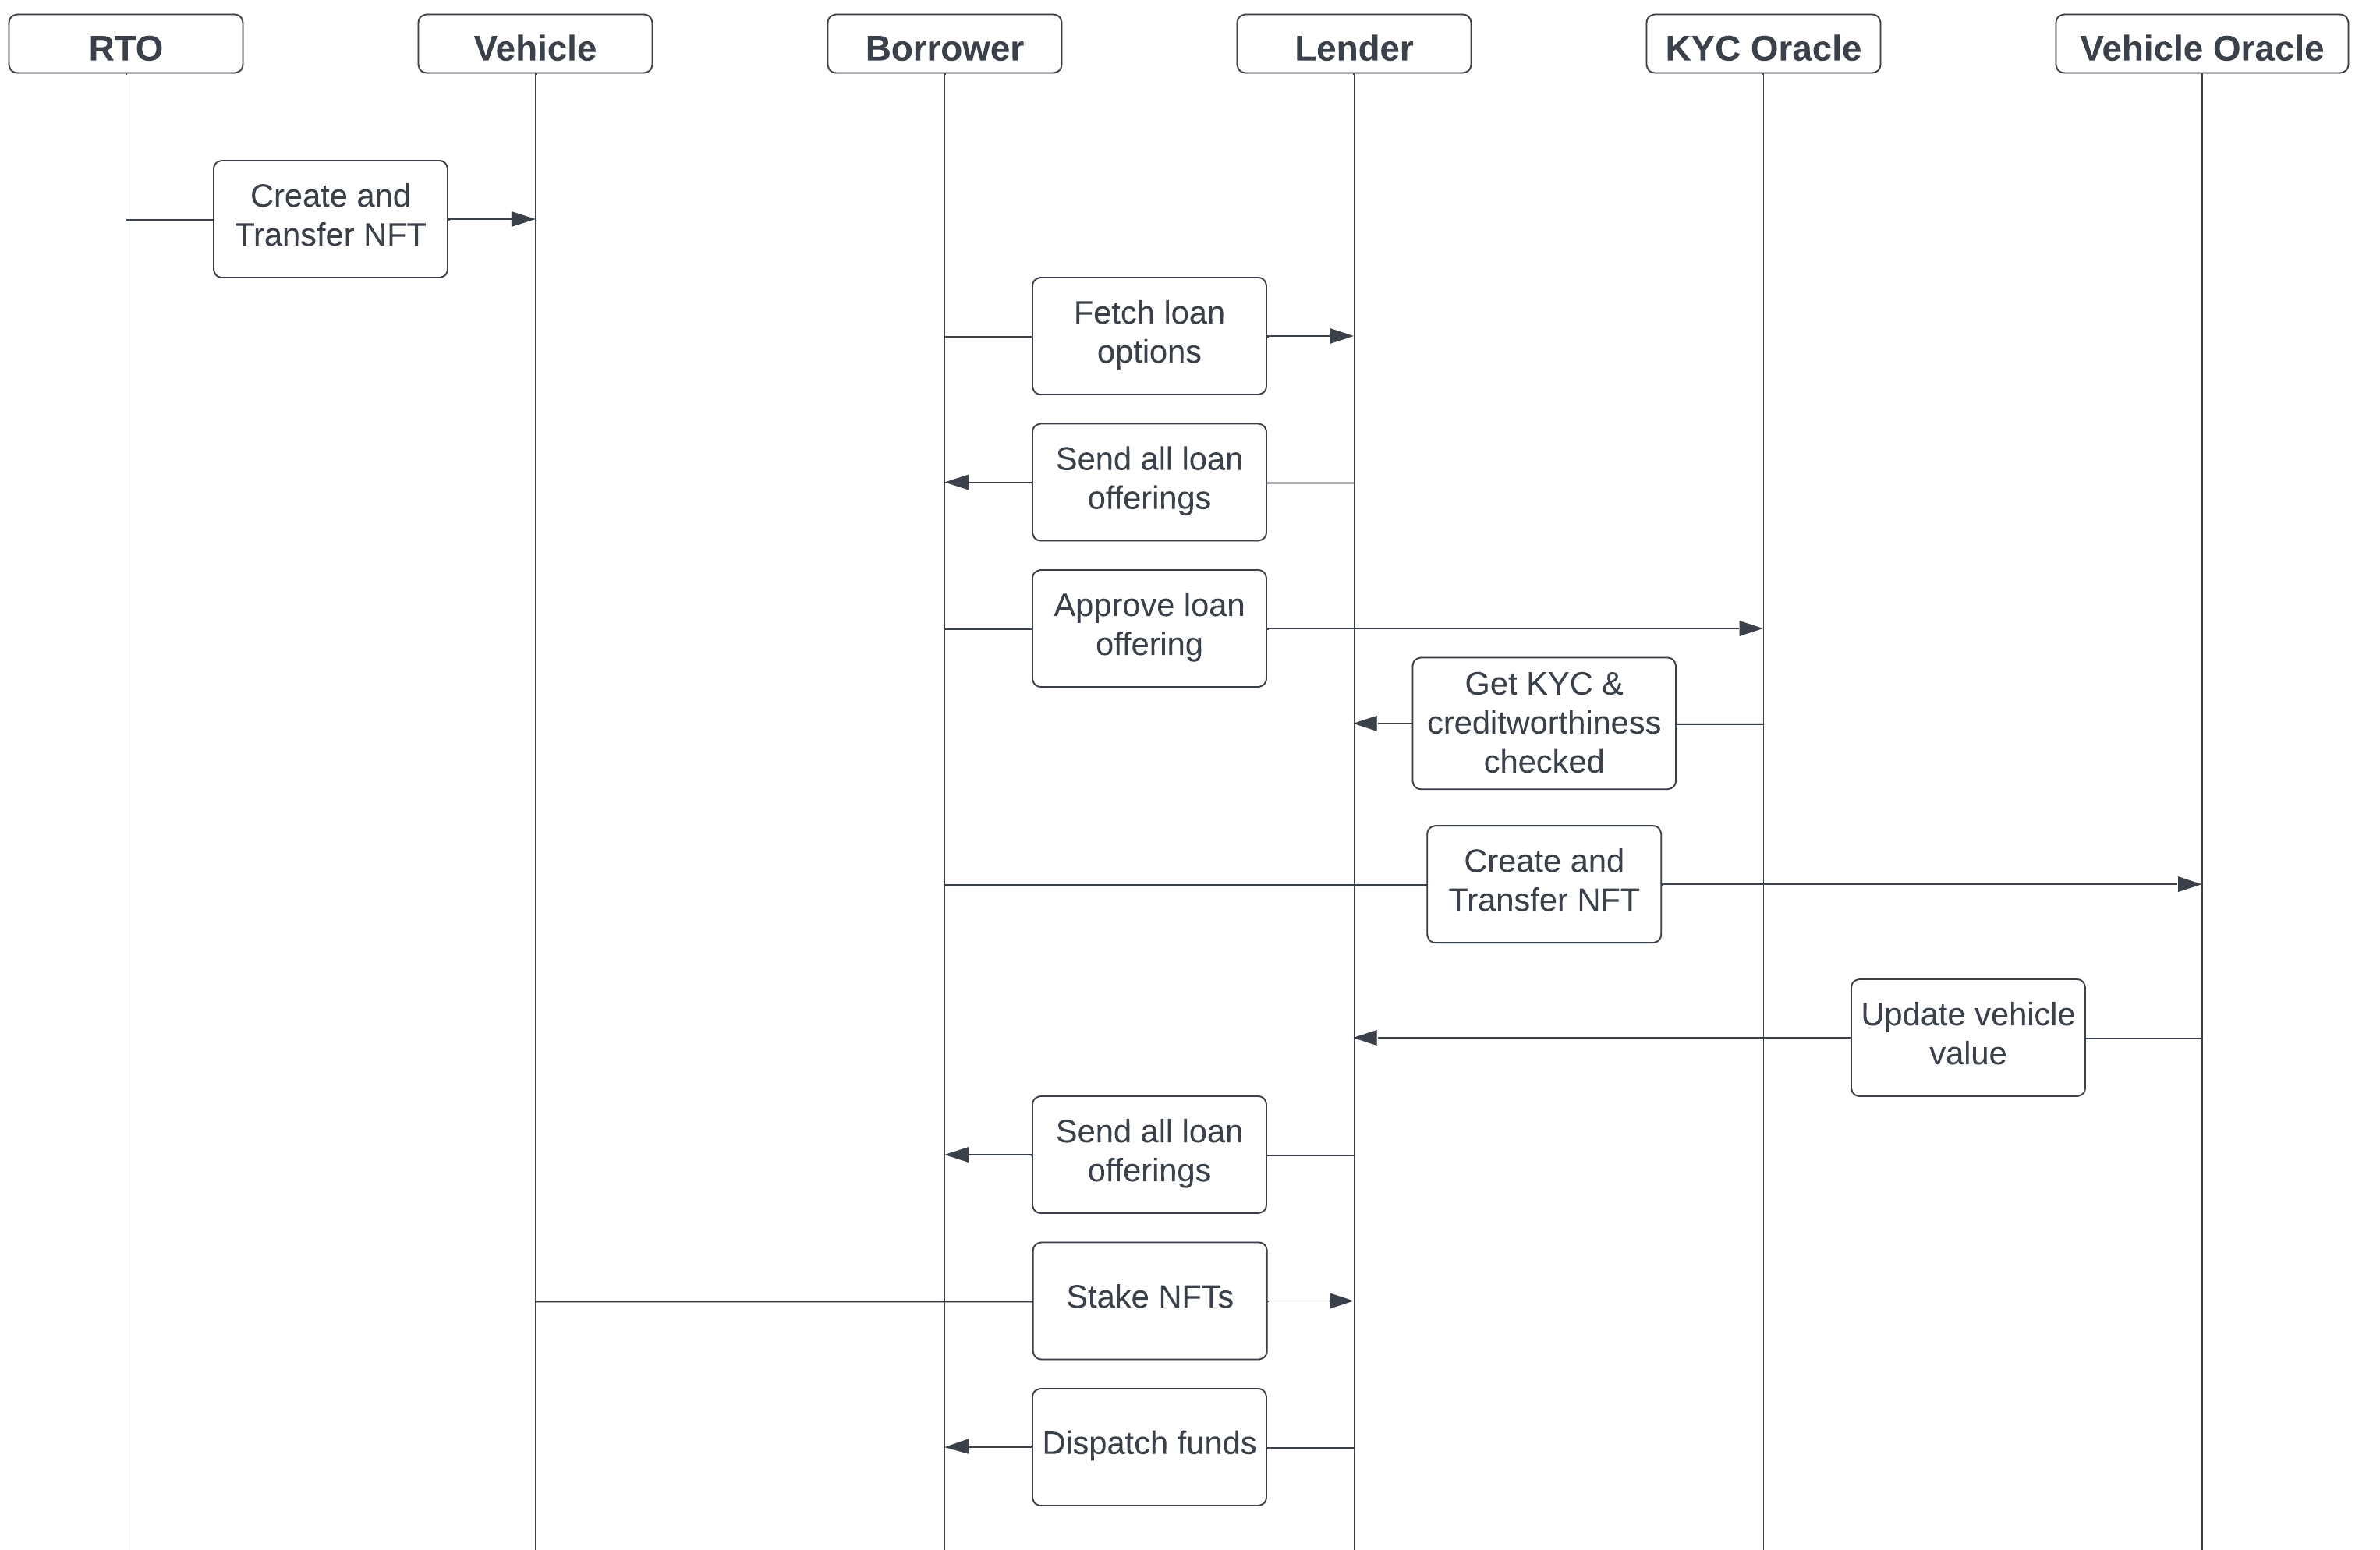 RTO
Vehicle
Borrower
Lender
KYC Oracle
Vehicle Oracle
Create and
Transfer NFT
Fetch loan
options
Send all loan
offerings
Approve loan
offering
Get KYC &
creditworthiness
checked
Create and
Transfer NFT
Update vehicle
value
Send all loan
offerings
Stake NFTs
Dispatch funds